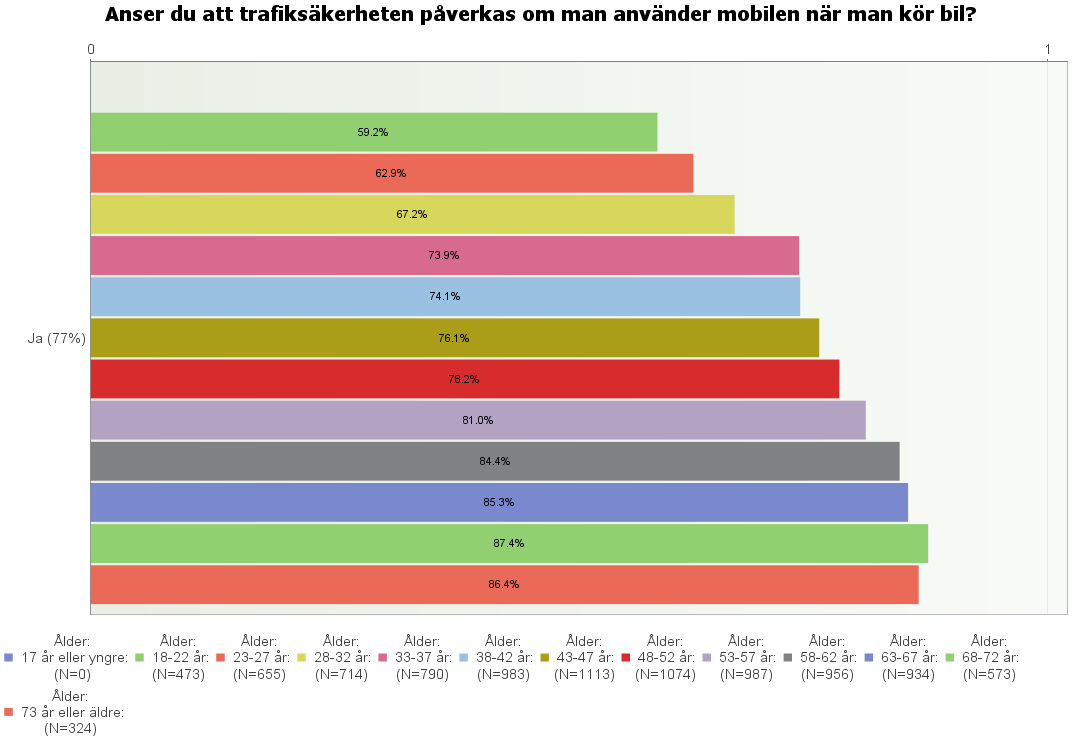 Anser du att trafiksäkerheten påverkas om man använder mobilen när man kör bil?
0 1
59.2%
62.9%
67.2%
73.9%
74.1%
Ja (77%) 76.1%
78.2%
81.0%
84.4%
85.3%
87.4%
86.4%
Ålder: Ålder: Ålder: Ålder: Ålder: Ålder: Ålder: Ålder: Ålder: Ålder: Ålder: Ålder:
17 år eller yngre: 18-22 år: 23-27 år: 28-32 år: 33-37 år: 38-42 år: 43-47 år: 48-52 år: 53-57 år: 58-62 år: 63-67 år: 68-72 år:
(N=0) (N=473) (N=655) (N=714) (N=790) (N=983) (N=1113) (N=1074) (N=987) (N=956) (N=934) (N=573)
Ålder:
73 år eller äldre:
(N=324)